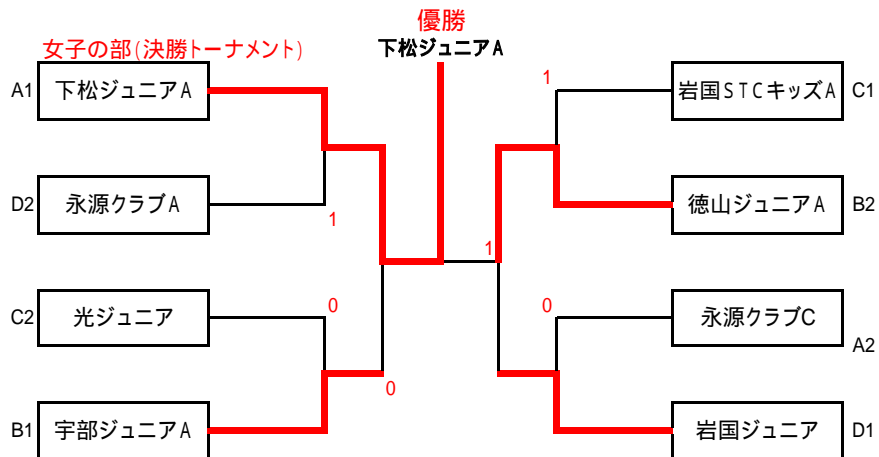 優勝
下松ジュニアA
女子の部(決勝トーナメント)
A1 下松ジュニアA
1
岩国STCキッズA C1
D2 永源クラブA
1
徳山ジュニアA B2
1
C2 光ジュニア
0
0
永源クラブC
A2
0
B1 宇部ジュニアA
岩国ジュニア D1